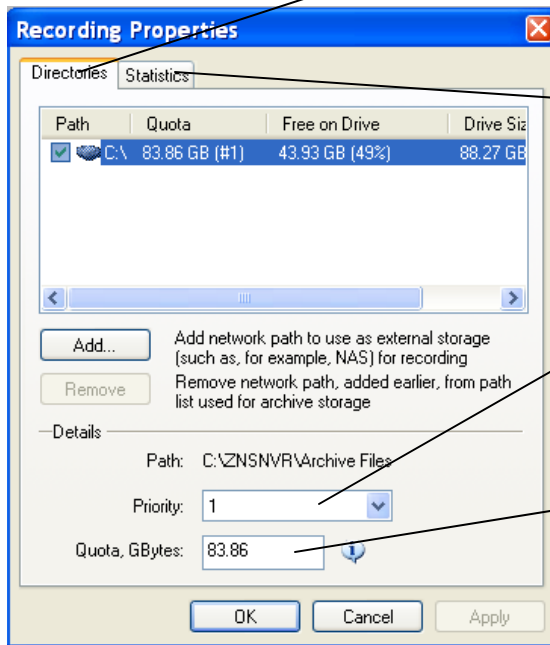 Recording Properties
Directories Statistics
Path Quota Free on Drive Drive Siz
C:\ 83.86 GB (#1) 43.93 GB (49%) 88.27 GB
Add... Add network path to use as external storage
(such as, for example, NAS) for recording
Remove Remove network path, added earlier, from path
list used for archive storage
Details
Path: C:\ZNSNVR\Archive Files
Priority: 1
Quota, GBytes: 83.86
OK Cancel Apply